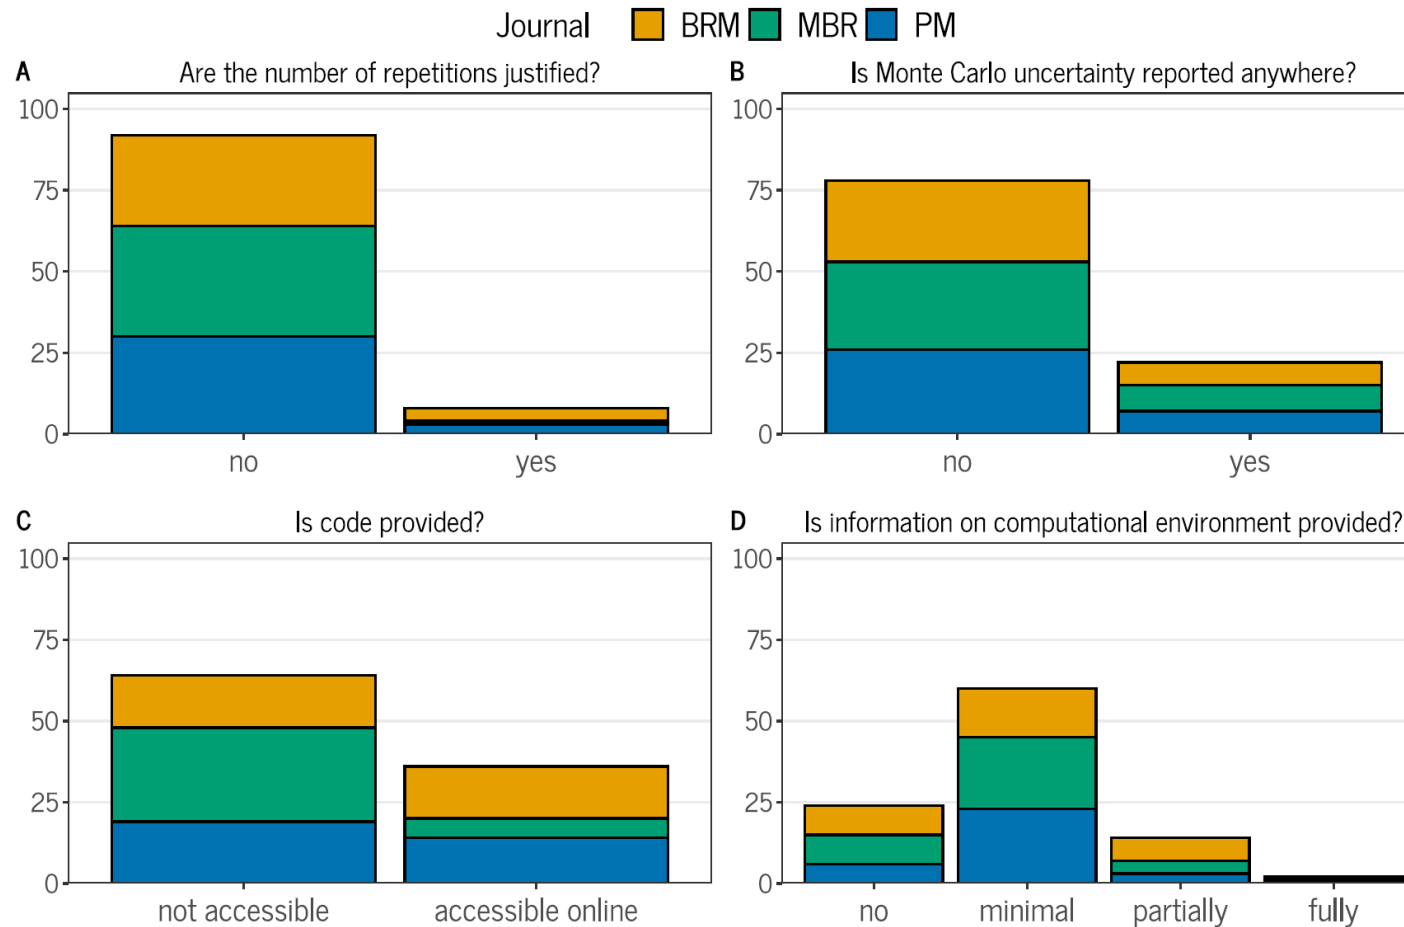 Journal BRM MBR PM
A Are the number of repetitions justified?
100
75
50
25
0
no yes
B Is Monte Carlo uncertainty reported anywhere?
100
75
50
25
0
no yes
C Is code provided?
100
75
50
25
0
not accessible accessible online
D Is information on computational environment provided?
100
75
50
25
0
no minimal partially fully